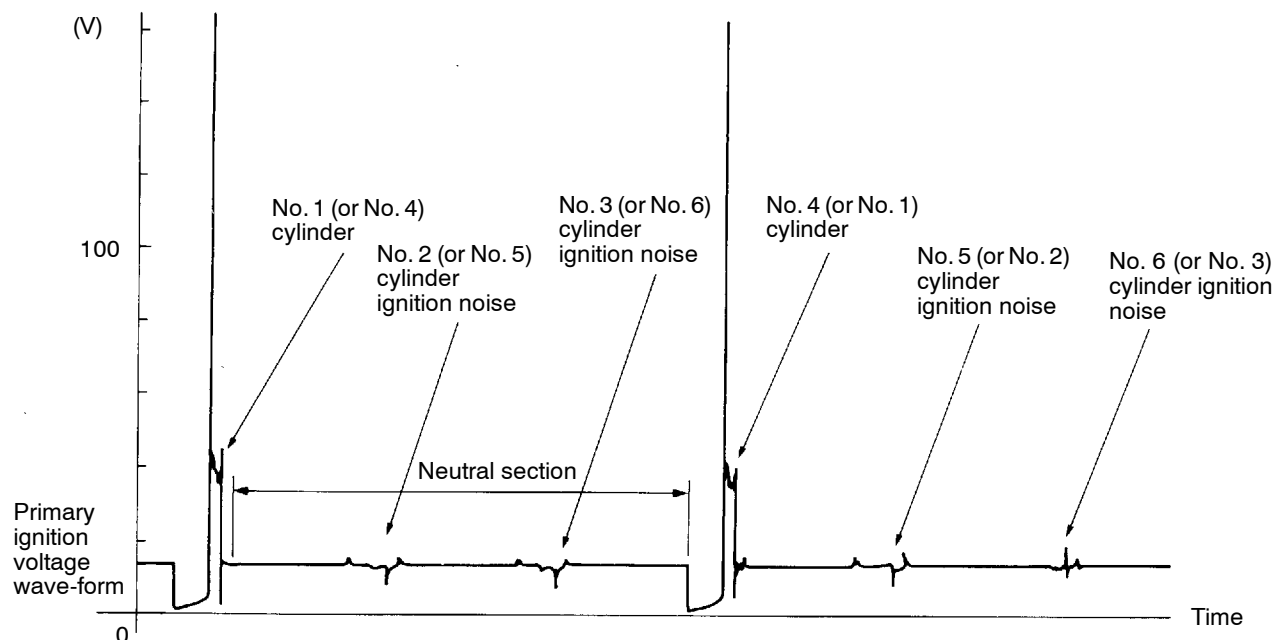 (V)
No. 1 (or No. 4)
cylinder
No. 2 (or No. 5)
cylinder
ignition noise
No. 3 (or No. 6)
cylinder
ignition noise
No. 4 (or No. 1)
cylinder
No. 5 (or No. 2)
cylinder
ignition noise
No. 6 (or No. 3)
cylinder ignition
noise
100
Neutral section
Primary
ignition
voltage
wave-form
0
Time